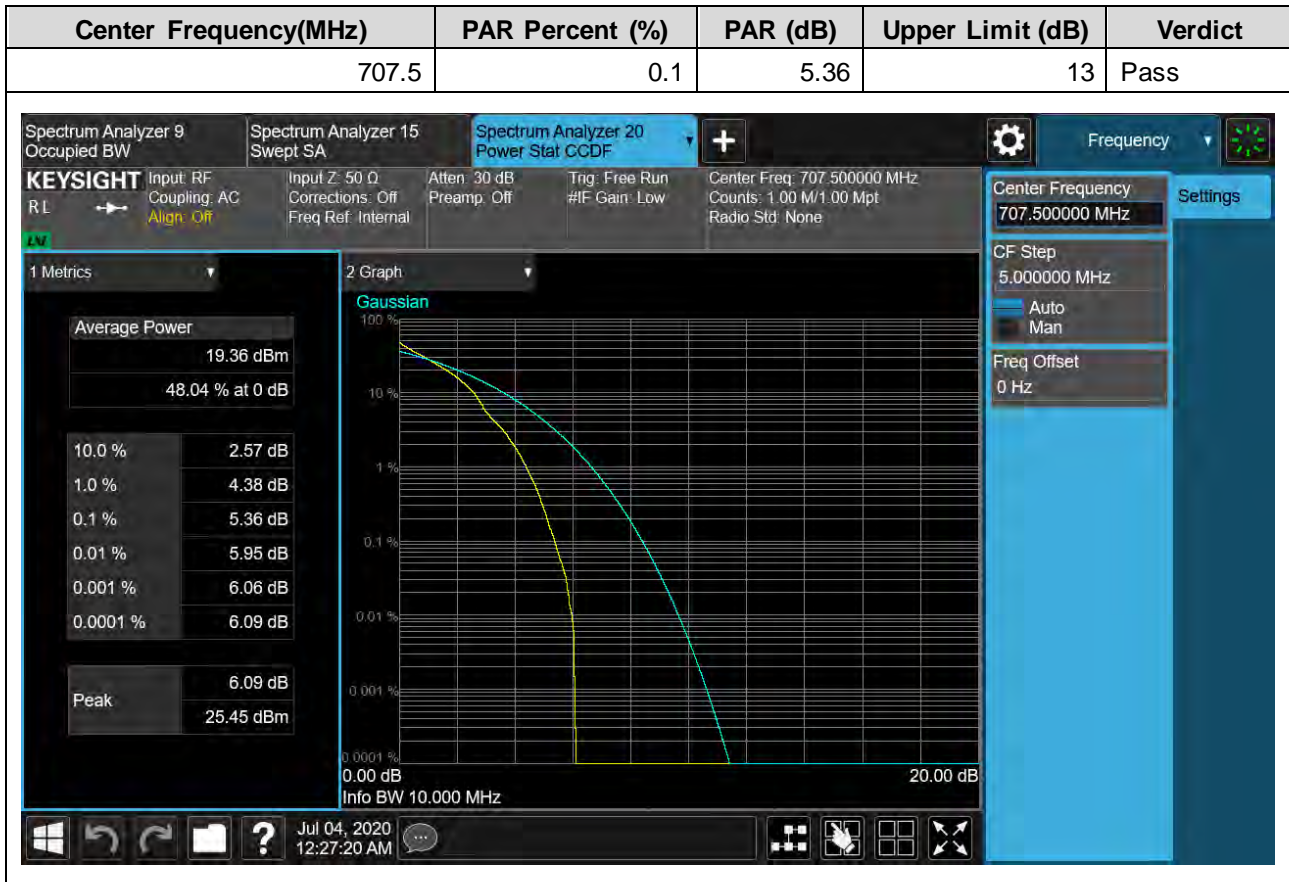 Center Frequency(MHz) PAR Percent (%) PAR (dB) Upper Limit (dB) Verdict
707.5 0.1 5.36 13 Pass
Spectrum Analyzer 9
Occupied BW
Spectrum Analyzer 15
Swept SA
Spectrum Analyzer 20
Power Stat CCDF
Frequency
KEYSIGHT
RL
Input: RF
Coupling: AC
Align: Off
Input Z: 50 Ω
Corrections: Off
Freq Ref: Internal
Atten: 30 dB
Preamp: Off
Trig: Free Run
#IF Gain: Low
Center Freq: 707.500000 MHz
Counts: 1.00 M/1.00 Mpt
Radio Std: None
Center Frequency
707.500000 MHz
Settings
CF Step
5.000000 MHz
Auto
Man
Freq Offset
0 Hz
1 Metrics
Average Power
19.36 dBm
48.04 % at 0 dB
10.0 % 2.57 dB
1.0 % 4.38 dB
0.1 % 5.36 dB
0.01 % 5.95 dB
0.001 % 6.06 dB
0.0001 % 6.09 dB
Peak
6.09 dB
25.45 dBm
2 Graph
Gaussian
100 %
10 %
1 %
0.1 %
0.01 %
0.001 %
0.0001 %
0.00 dB 20.00 dB
Info BW 10.000 MHz
?
Jul 04, 2020
12:27:20 AM